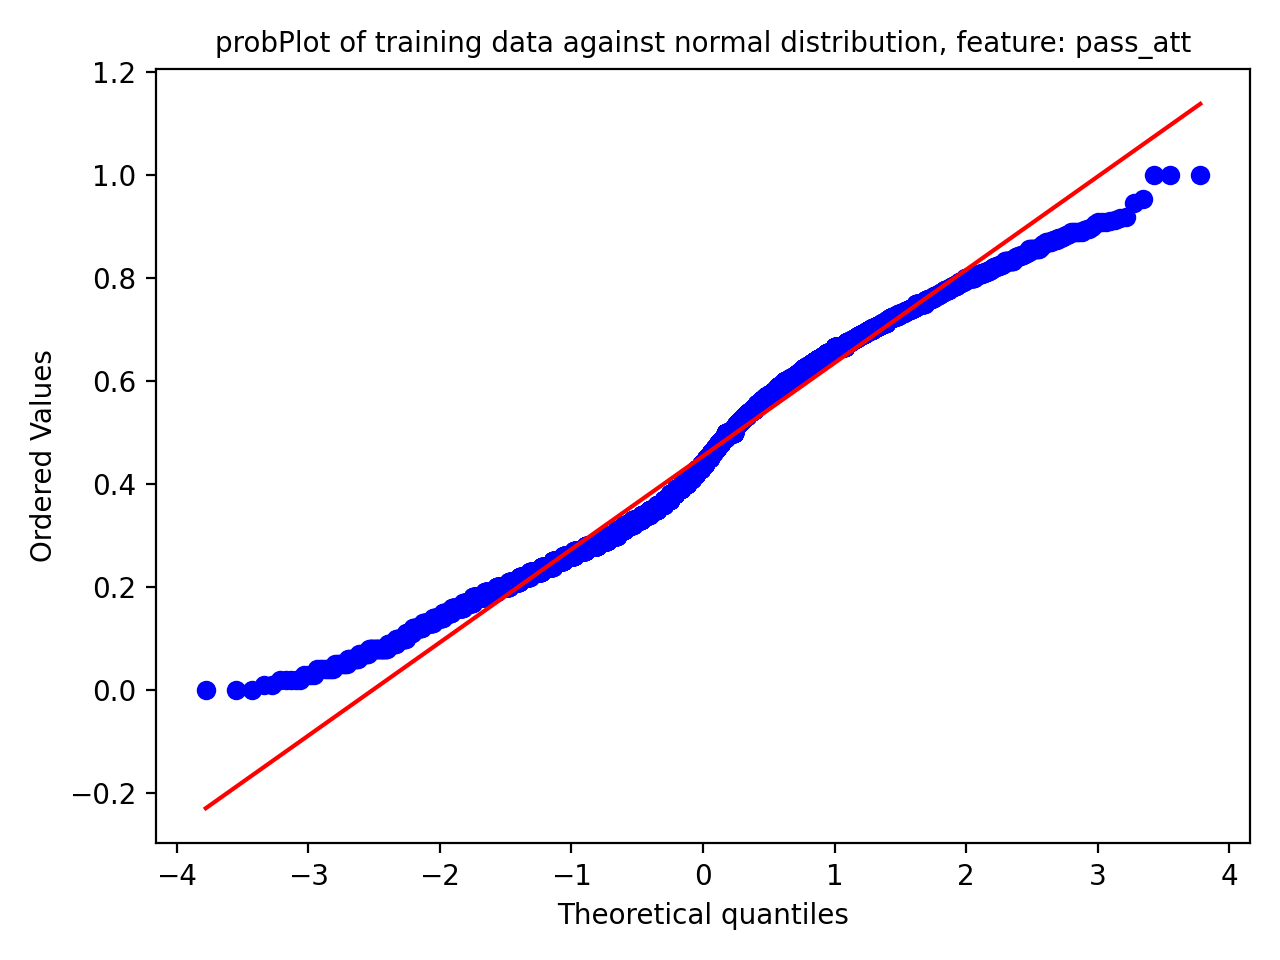 probPlot of training data against normal distribution, feature: pass_att
1.2
1.0
0.8
0.6
0.4
0.2
0.0
−0.2
Ordered Values
−4 −3 −2 −1 0 1 2 3 4
Theoretical quantiles